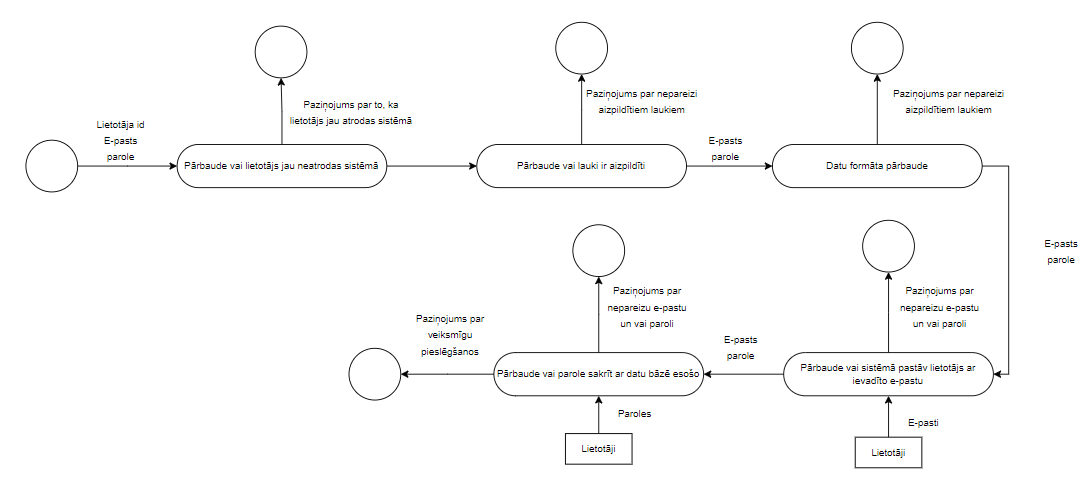 Lietotāja id
E-pasts
parole
Paziņojums par to, ka
lietotājs jau atrodas sistēmā
Pārbaude vai lietotājs jau neatrodas sistēmā
Paziņojums par nepareizi
aizpildītiem laukiem
Pārbaude vai lauki ir aizpildīti
E-pasts
parole
Paziņojums par nepareizi
aizpildītiem laukiem
Datu formāta pārbaude
E-pasts
parole
Paziņojums par
nepareizu e-pastu
un vai paroli
Pārbaude vai sistēmā pastāv lietotājs ar
ievadīto e-pastu
E-pasti
Lietotāji
E-pasts
parole
Paziņojums par
nepareizu e-pastu
un vai paroli
Pārbaude vai parole sakrīt ar datu bāzē esošo
Paroles
Lietotāji
Paziņojums par
veiksmīgu
pieslēgšanos